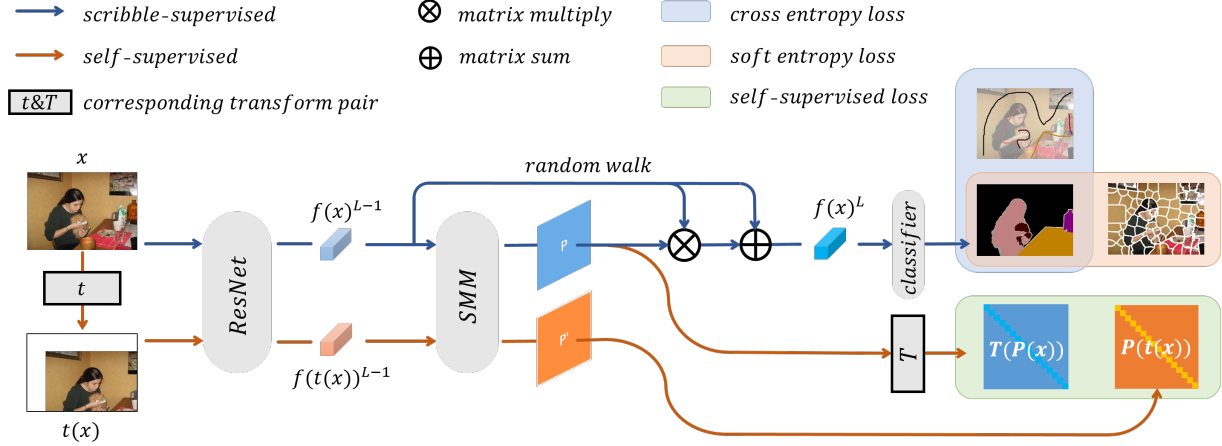 scribble-supervised
matrix multiply
cross entropy loss
self-supervised
matrix sum
soft entropy loss
t&T
corresponding transform pair
self-supervised loss
x
random walk
f(x)^{L-1}
f(x)^L
ResNet
SMM
P
classifier
t
P'
T
T(P(x))
P(t(x))
f(t(x))^{L-1}
t(x)